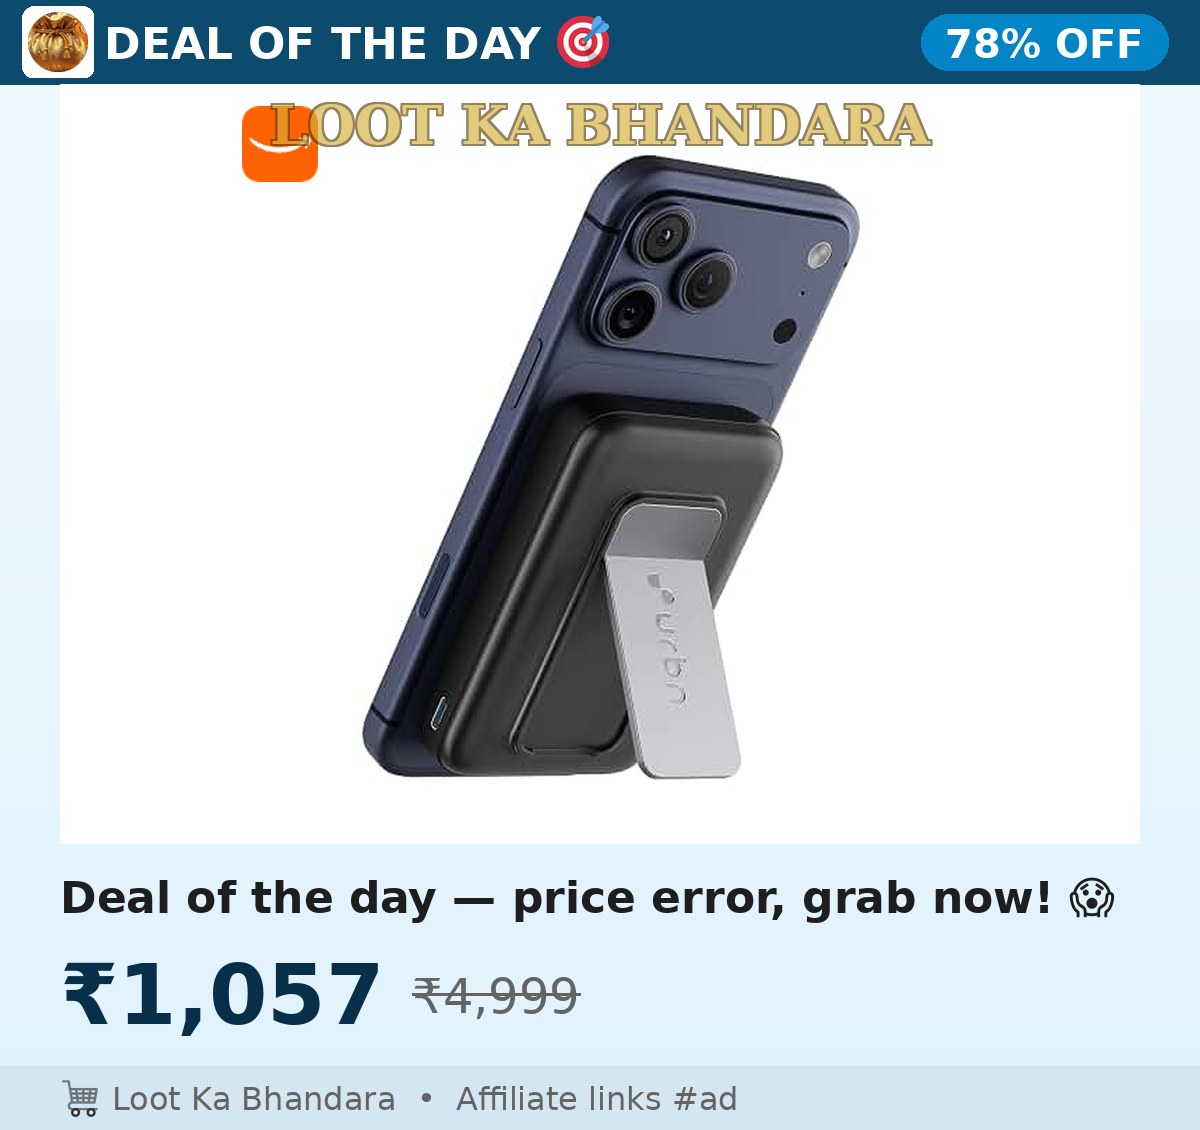 DEAL OF THE DAY 🎯
78% OFF
LOOT KA BHANDARA
urbn
Deal of the day — price error, grab now! 😱
₹1,057 ₹4,999
🛒 Loot Ka Bhandara • Affiliate links #ad